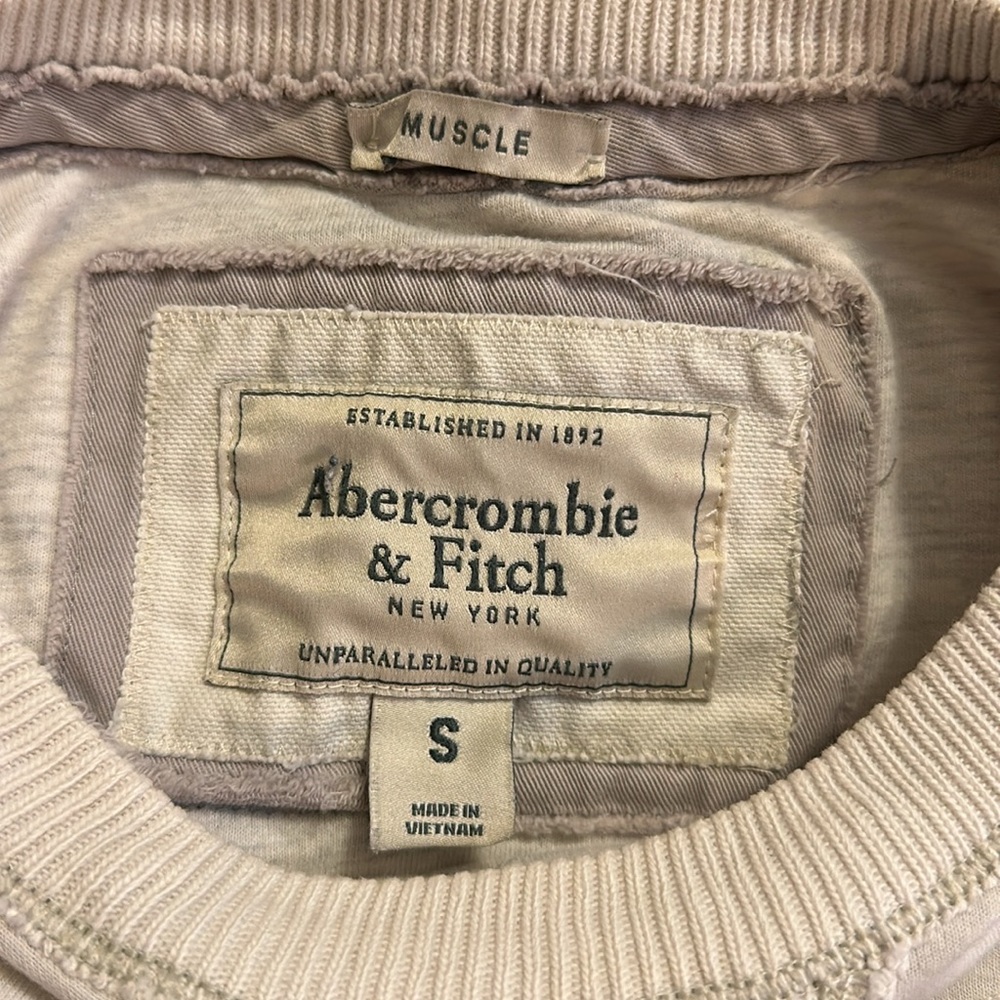 MUSCLE
ESTABLISHED IN 1892
Abercrombie
& Fitch
NEW YORK
UNPARALLELED IN QUALITY
S
MADE IN
VIETNAM